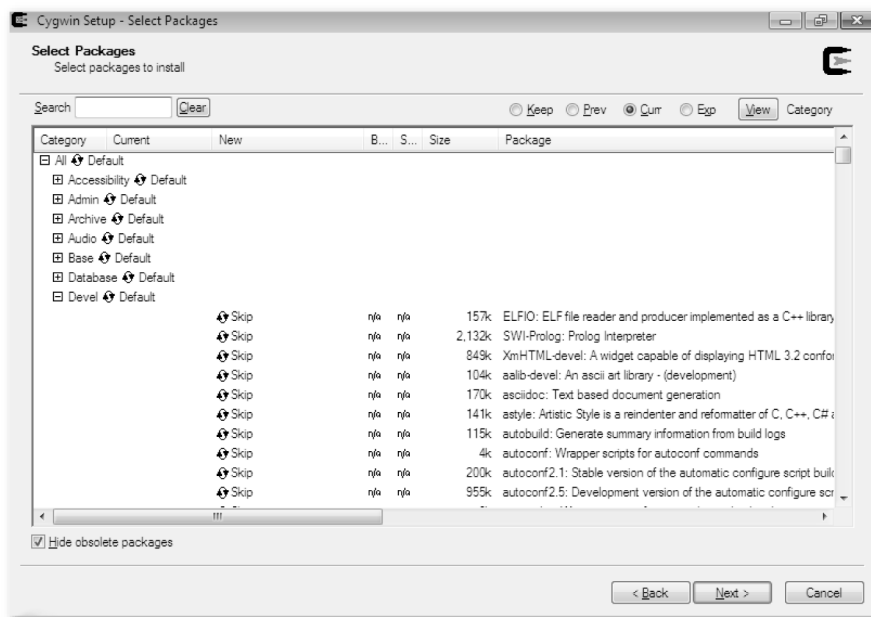 Cygwin Setup - Select Packages
Select Packages
Select packages to install
Search Clear Keep Prev Curr Exp View Category
Category Current New B... S... Size Package
All Default
Accessibility Default
Admin Default
Archive Default
Audio Default
Base Default
Database Default
Devel Default
Skip n/a n/a 157k ELFIO: ELF file reader and producer implemented as a C++ library
Skip n/a n/a 2,132k SWI-Prolog: Prolog Interpreter
Skip n/a n/a 849k XmHTML-devel: A widget capable of displaying HTML 3.2 confor
Skip n/a n/a 104k aalib-devel: An ascii art library - (development)
Skip n/a n/a 170k asciidoc: Text based document generation
Skip n/a n/a 141k astyle: Artistic Style is a reindenter and reformatter of C, C++, C#
Skip n/a n/a 115k autobuild: Generate summary information from build logs
Skip n/a n/a 4k autoconf: Wrapper scripts for autoconf commands
Skip n/a n/a 200k autoconf2.1: Stable version of the automatic configure script buil
Skip n/a n/a 955k autoconf2.5: Development version of the automatic configure scr
Hide obsolete packages
< Back Next > Cancel